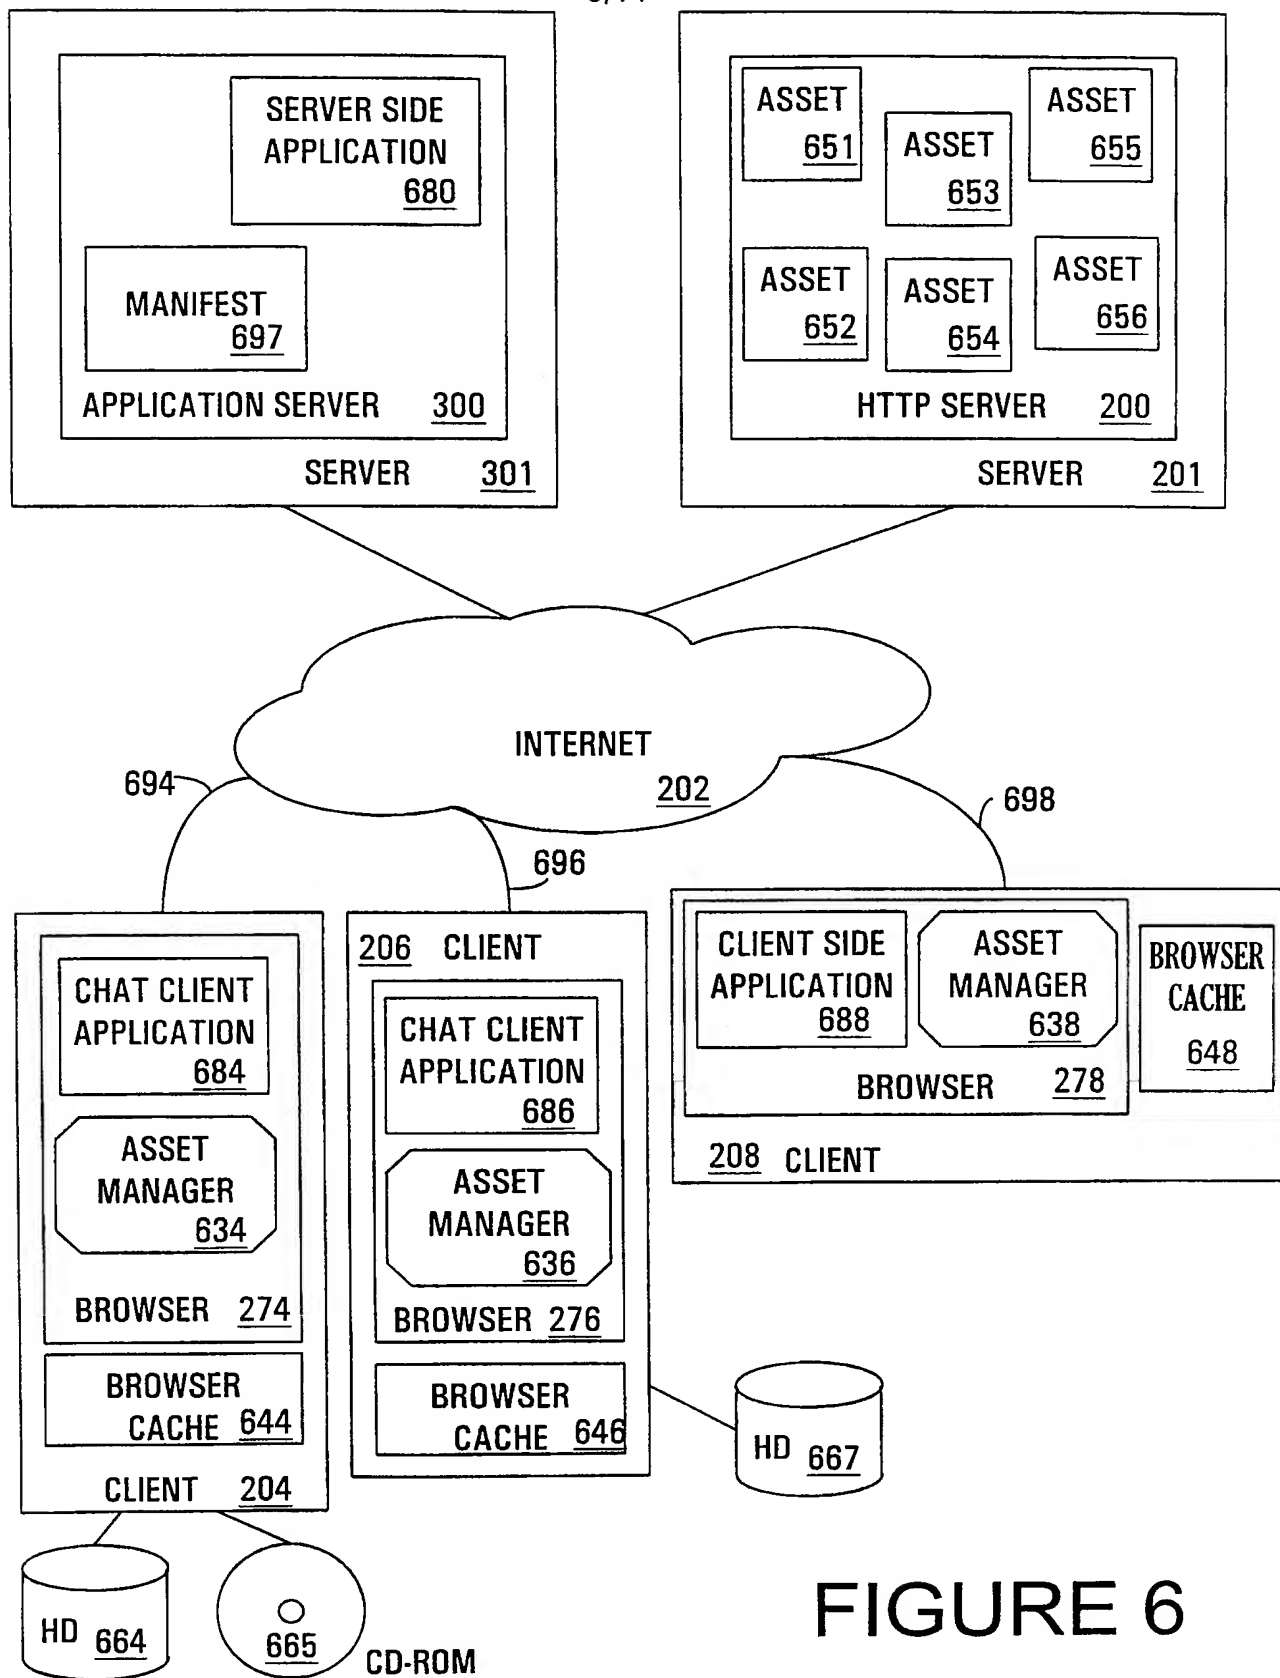 SERVER SIDE
APPLICATION
680
MANIFEST
697
APPLICATION SERVER 300
SERVER 301
ASSET
651
ASSET
653
ASSET
655
ASSET
652
ASSET
654
ASSET
656
HTTP SERVER 200
SERVER 201
INTERNET
202
694
696
698
CHAT CLIENT
APPLICATION
684
ASSET
MANAGER
634
BROWSER 274
BROWSER
CACHE 644
CLIENT 204
HD 664
665
CD-ROM
206 CLIENT
CHAT CLIENT
APPLICATION
686
ASSET
MANAGER
636
BROWSER 276
BROWSER
CACHE 646
HD 667
CLIENT SIDE
APPLICATION
688
ASSET
MANAGER
638
BROWSER 278
BROWSER
CACHE
648
208 CLIENT
FIGURE 6